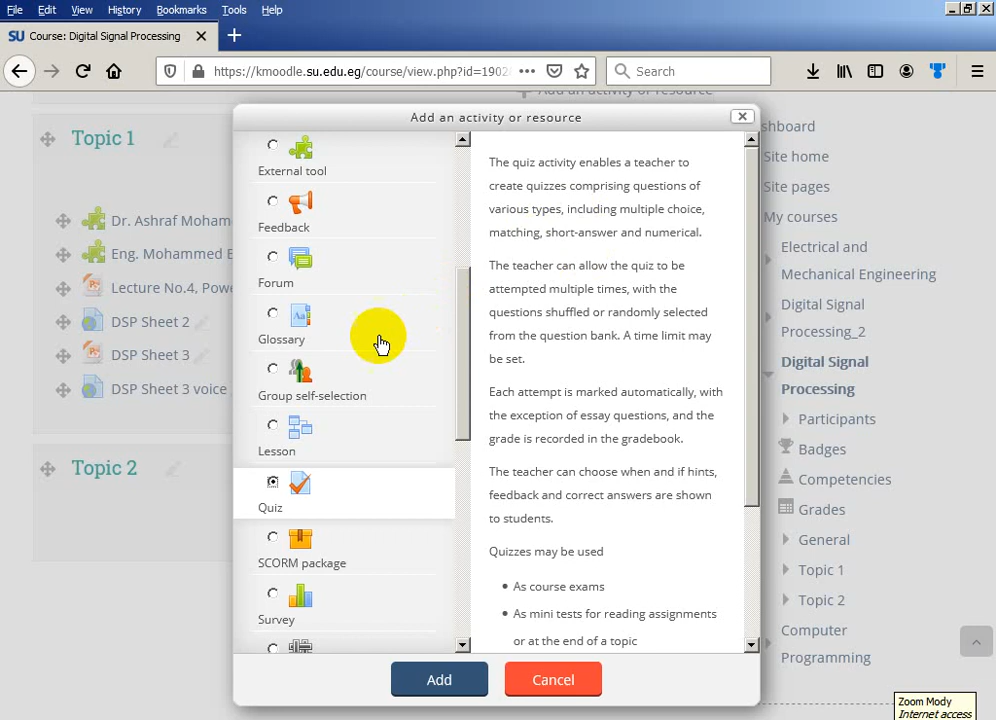 File Edit View History Bookmarks Tools Help
SU Course: Digital Signal Processing
https://kmoodle.su.edu.eg/course/view.php?id=1902
Search
Add an activity or resource
Add an activity or resource
Topic 1
Dr. Ashraf Moham
Eng. Mohammed E
Lecture No.4, Pow
DSP Sheet 2
DSP Sheet 3
DSP Sheet 3 voice
Topic 2
External tool
Feedback
Forum
Aa
Glossary
Group self-selection
Lesson
Quiz
SCORM package
Survey
The quiz activity enables a teacher to
create quizzes comprising questions of
various types, including multiple choice,
matching, short-answer and numerical.
The teacher can allow the quiz to be
attempted multiple times, with the
questions shuffled or randomly selected
from the question bank. A time limit may
be set.
Each attempt is marked automatically, with
the exception of essay questions, and the
grade is recorded in the gradebook.
The teacher can choose when and if hints,
feedback and correct answers are shown
to students.
Quizzes may be used
• As course exams
• As mini tests for reading assignments
or at the end of a topic
Add
Cancel
shboard
Site home
Site pages
My courses
Electrical and
Mechanical Engineering
Digital Signal
Processing_2
Digital Signal
Processing
Participants
Badges
Competencies
Grades
General
Topic 1
Topic 2
Computer
Programming
Zoom Mody
Internet access